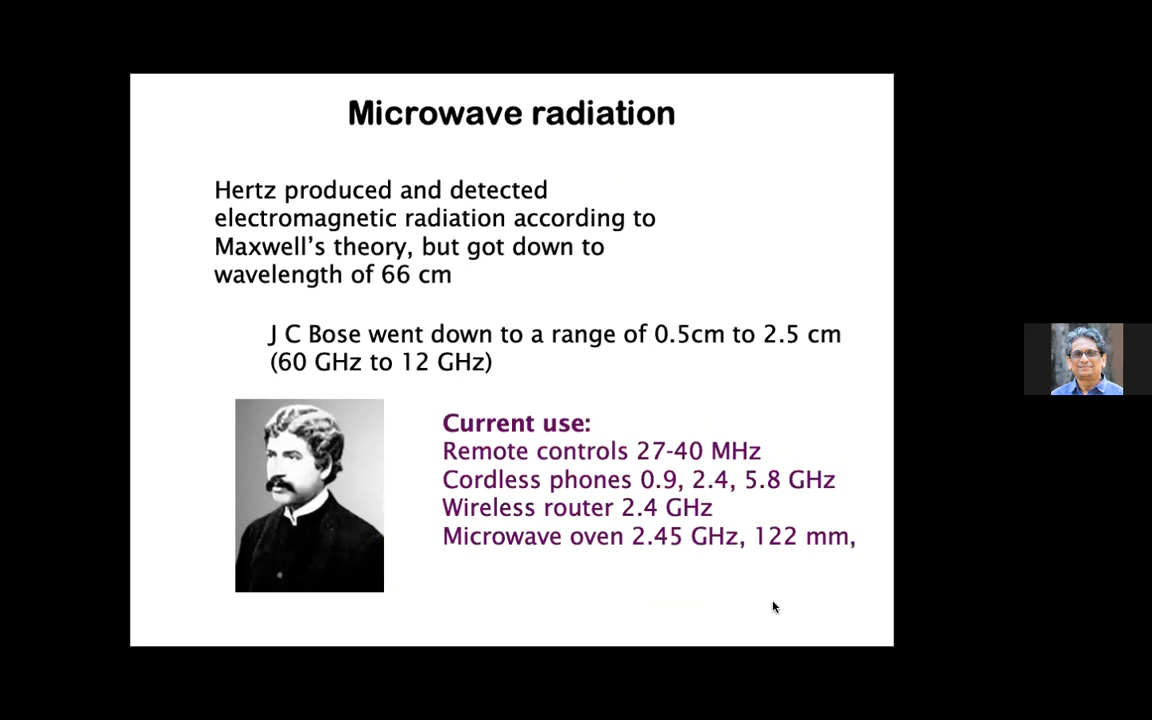 Microwave radiation
Hertz produced and detected
electromagnetic radiation according to
Maxwell's theory, but got down to
wavelength of 66 cm
J C Bose went down to a range of 0.5cm to 2.5 cm
(60 GHz to 12 GHz)
Current use:
Remote controls 27-40 MHz
Cordless phones 0.9, 2.4, 5.8 GHz
Wireless router 2.4 GHz
Microwave oven 2.45 GHz, 122 mm,